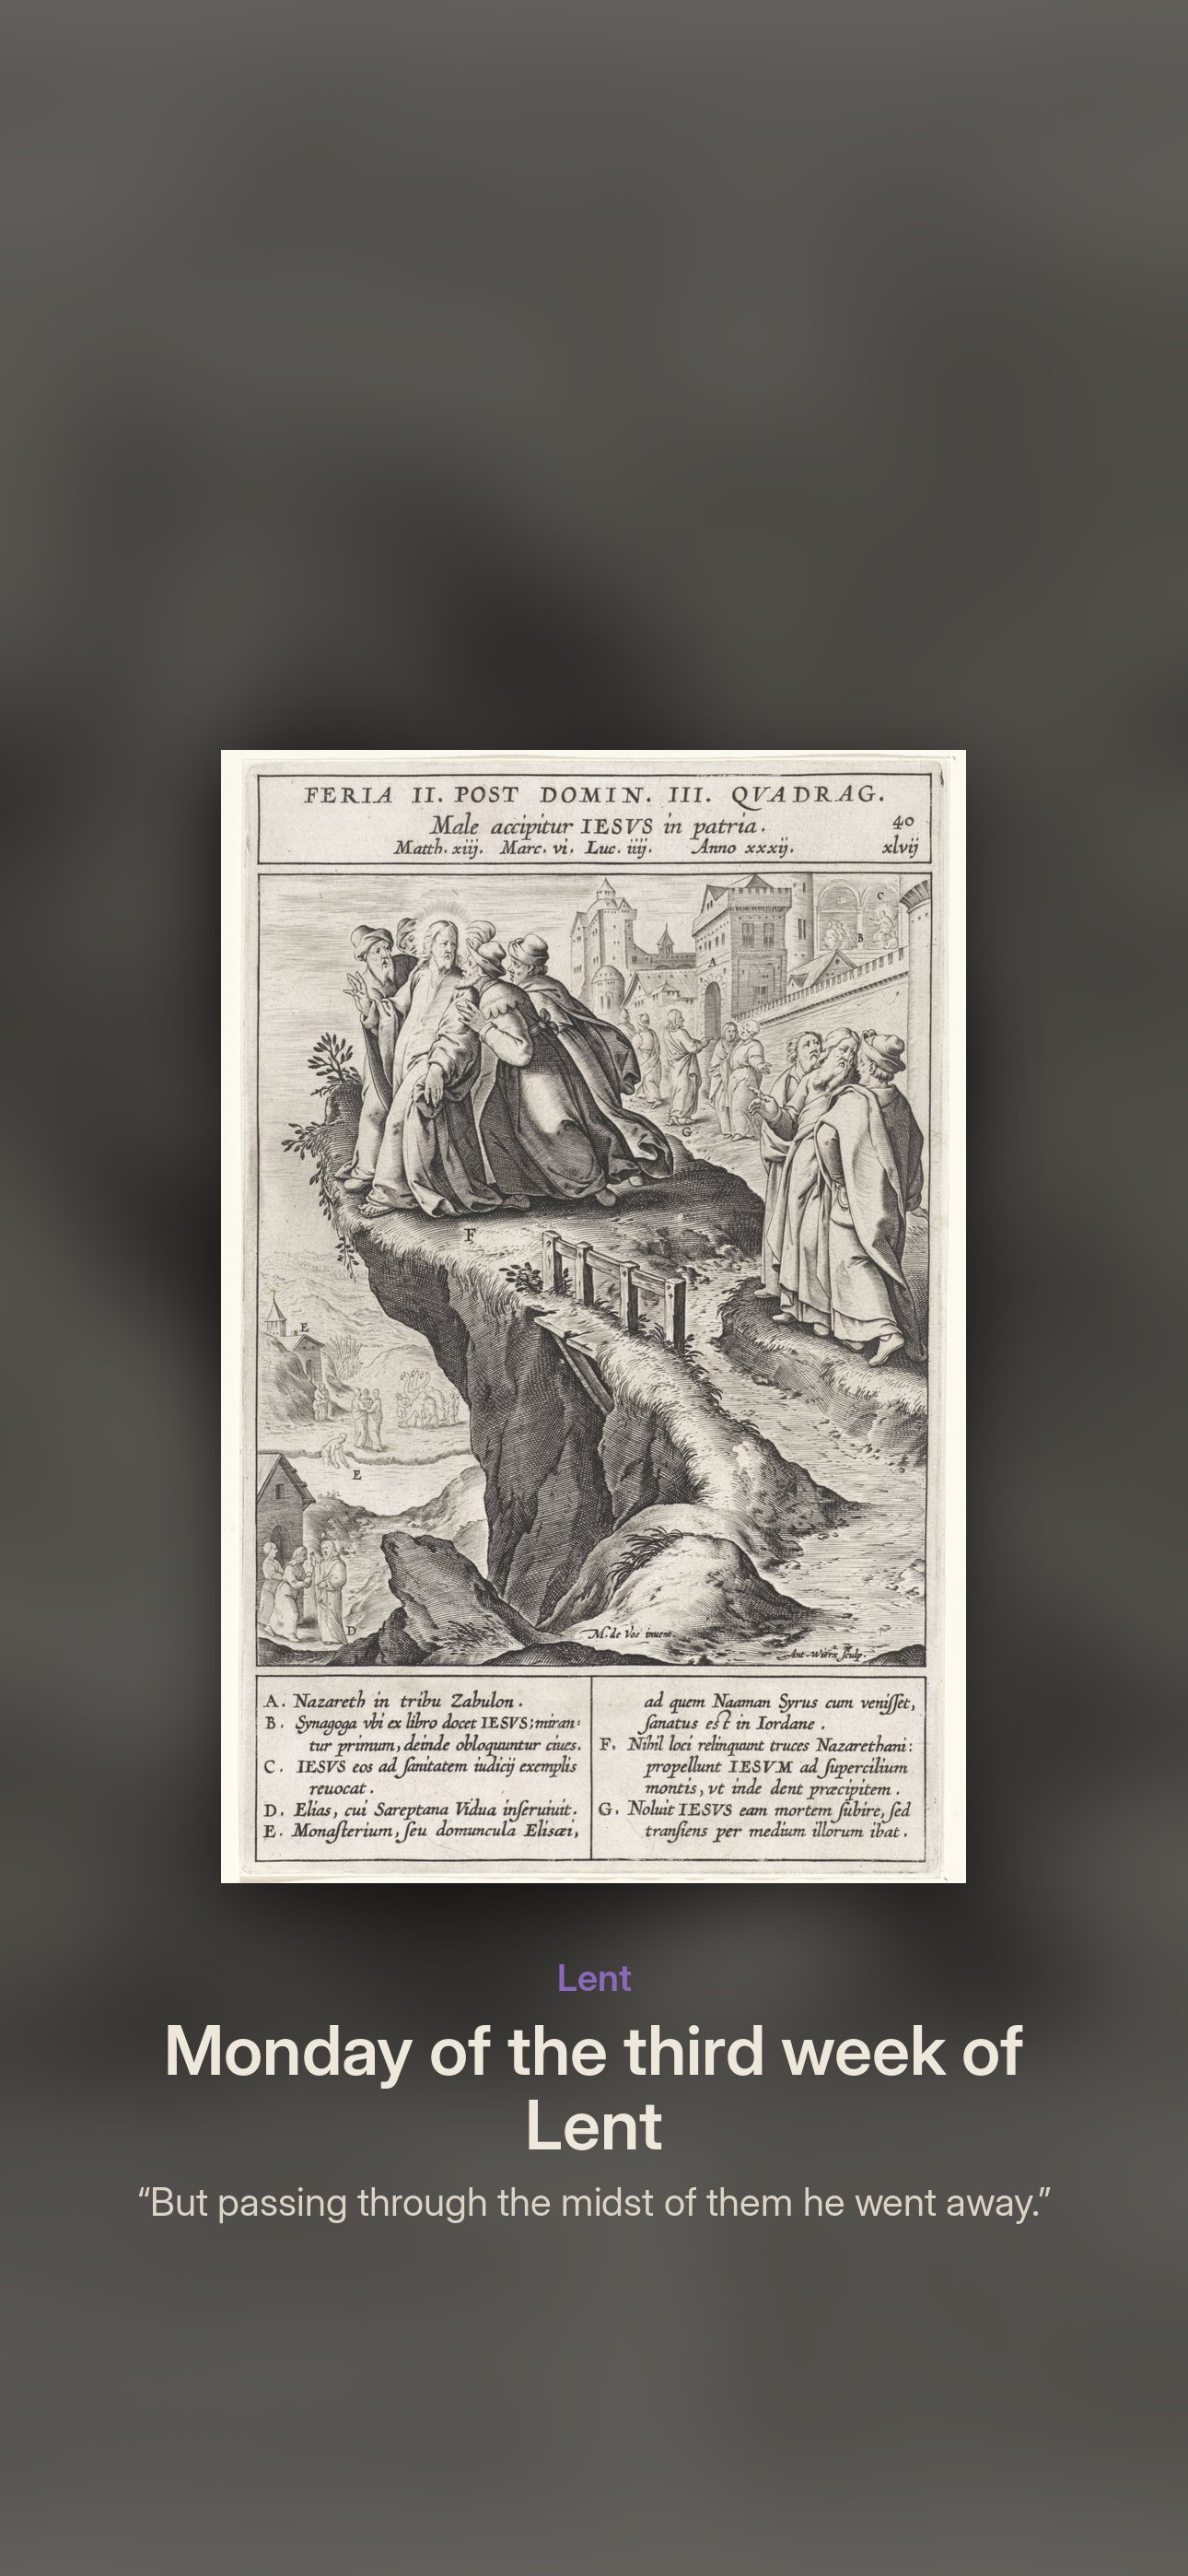 FERIA II. POST DOMIN. III. QVADRAG.
Male accipitur IESVS in patria.
40
Matth. xiij. Marc. vi. Luc. iiij. Anno xxxij.
xlvij
C
B
A
G
F
E
E
D
M. de Vos inuent.
Ant. Wierx sculp.
A. Nazareth in tribu Zabulon.
B. Synagoga vbi ex libro docet IESVS; miran-
tur primum, deinde obloquuntur ciues.
C. IESVS eos ad ſanitatem iudicij exemplis
reuocat.
D. Elias, cui Sareptana Vidua inſeruiuit.
E. Monaſterium, ſeu domuncula Eliſæi,
ad quem Naaman Syrus cum veniſſet,
ſanatus est in Iordane.
F. Nihil loci relinquunt truces Nazarethani:
propellunt IESVM ad ſupercilium
montis, vt inde dent præcipitem.
G. Noluit IESVS eam mortem ſubire, ſed
tranſiens per medium illorum ibat.
Lent
Monday of the third week of
Lent
“But passing through the midst of them he went away.”